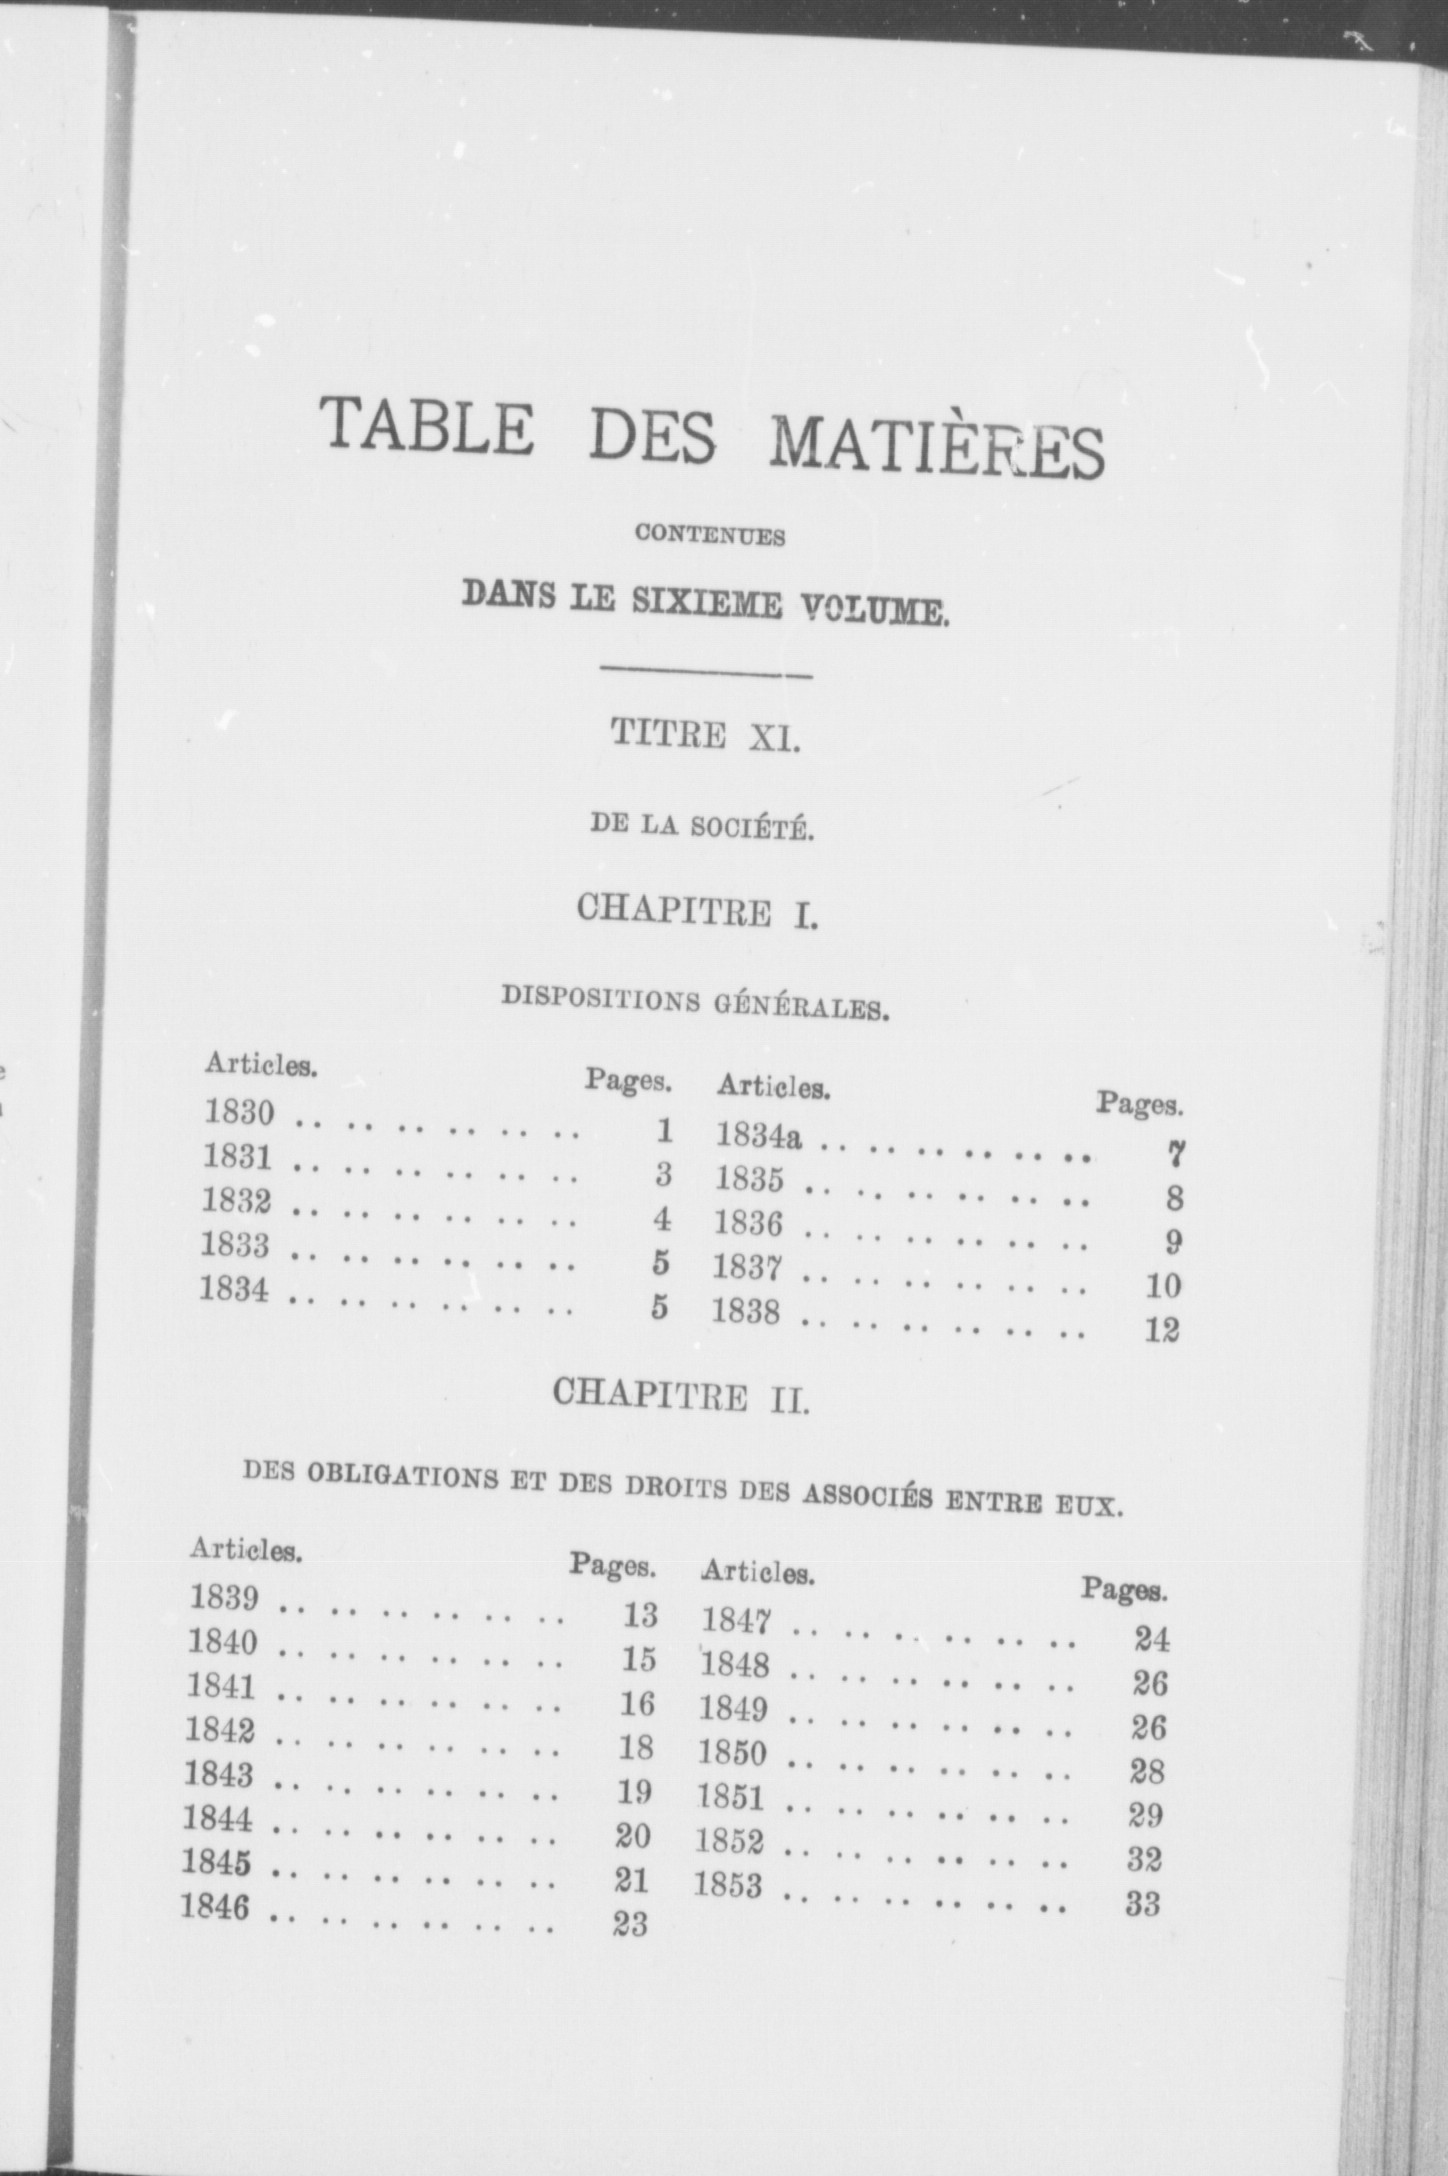 TABLE DES MATIÈRES
CONTENUES
DANS LE SIXIEME VOLUME.
TITRE XI.
DE LA SOCIÉTÉ.
CHAPITRE I.
DISPOSITIONS GÉNÉRALES.
Articles. Pages. Articles. Pages.
1830 .. .. .. .. .. .. 1 1834a .. .. .. .. .. .. 7
1831 .. .. .. .. .. .. 3 1835 .. .. .. .. .. .. 8
1832 .. .. .. .. .. .. 4 1836 .. .. .. .. .. .. 9
1833 .. .. .. .. .. .. 5 1837 .. .. .. .. .. .. 10
1834 .. .. .. .. .. .. 5 1838 .. .. .. .. .. .. 12
CHAPITRE II.
DES OBLIGATIONS ET DES DROITS DES ASSOCIÉS ENTRE EUX.
Articles. Pages. Articles. Pages.
1839 .. .. .. .. .. .. 13 1847 .. .. .. .. .. .. 24
1840 .. .. .. .. .. .. 15 1848 .. .. .. .. .. .. 26
1841 .. .. .. .. .. .. 16 1849 .. .. .. .. .. .. 26
1842 .. .. .. .. .. .. 18 1850 .. .. .. .. .. .. 28
1843 .. .. .. .. .. .. 19 1851 .. .. .. .. .. .. 29
1844 .. .. .. .. .. .. 20 1852 .. .. .. .. .. .. 32
1845 .. .. .. .. .. .. 21 1853 .. .. .. .. .. .. 33
1846 .. .. .. .. .. .. 23